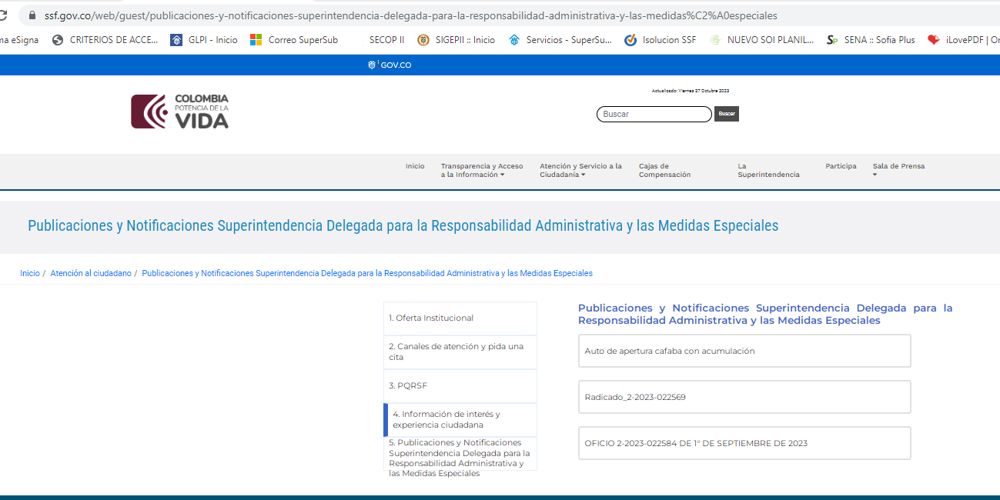 ssf.gov.co/web/guest/publicaciones-y-notificaciones-superintendencia-delegada-para-la-responsabilidad-administrativa-y-las-medidas%C2%A0especiales
ma eSigna CRITERIOS DE ACCE... GLPI - Inicio Correo SuperSub SECOP II SIGEPII :: Inicio Servicios - SuperSu... Isolucion SSF NUEVO SOI PLANIL... SENA :: Sofia Plus iLovePDF | On
GOV.CO
Actualizado: Viernes 27 Octubre 2023
COLOMBIA
POTENCIA DE LA
VIDA
Buscar Buscar
Inicio
Transparencia y Acceso
a la Información
Atención y Servicio a la
Ciudadanía
Cajas de
Compensación
La
Superintendencia
Participa
Sala de Prensa
Publicaciones y Notificaciones Superintendencia Delegada para la Responsabilidad Administrativa y las Medidas Especiales
Inicio / Atención al ciudadano / Publicaciones y Notificaciones Superintendencia Delegada para la Responsabilidad Administrativa y las Medidas Especiales
1. Oferta Institucional
2. Canales de atención y pida una
cita
3. PQRSF
4. Información de interés y
experiencia ciudadana
5. Publicaciones y Notificaciones
Superintendencia Delegada para la
Responsabilidad Administrativa y
las Medidas Especiales
Publicaciones y Notificaciones Superintendencia Delegada para la
Responsabilidad Administrativa y las Medidas Especiales
Auto de apertura cafaba con acumulación
Radicado_2-2023-022569
OFICIO 2-2023-022584 DE 1° DE SEPTIEMBRE DE 2023